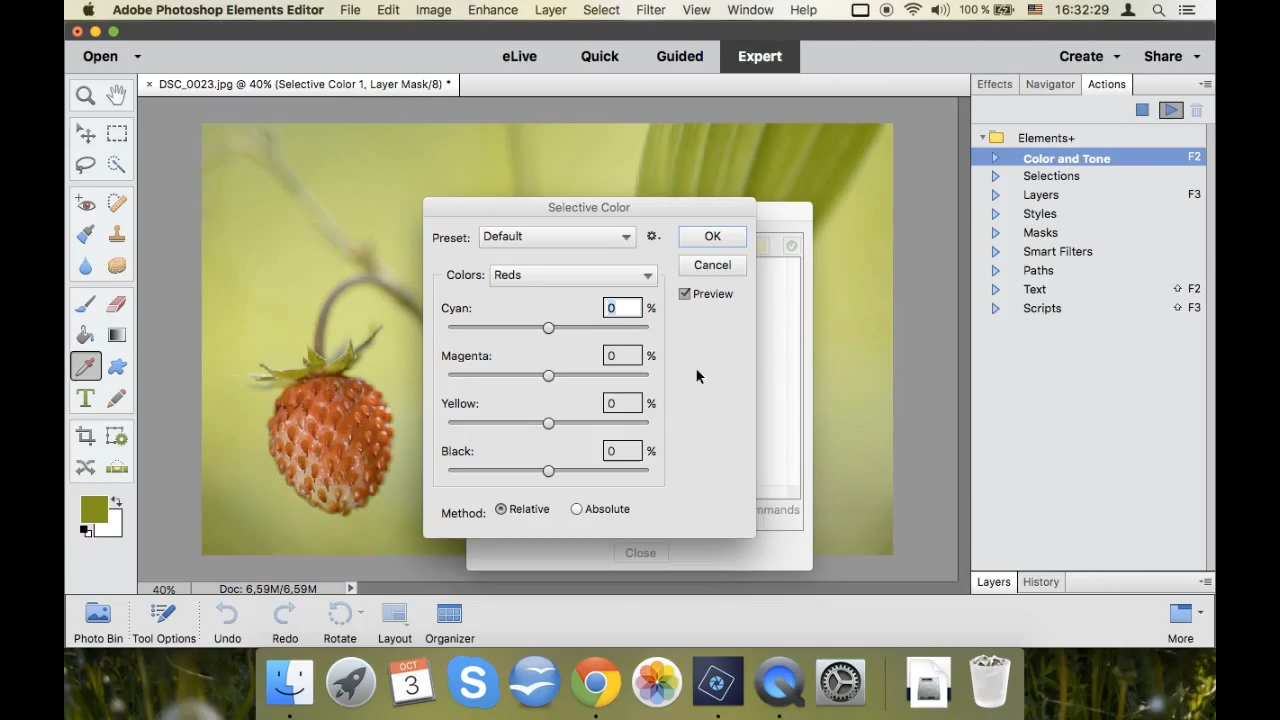 Adobe Photoshop Elements Editor File Edit Image Enhance Layer Select Filter View Window Help 100 % 16:32:29
Open eLive Quick Guided Expert Create Share
× DSC_0023.jpg @ 40% (Selective Color 1, Layer Mask/8) *
Effects Navigator Actions
Elements+
Color and Tone F2
Selections
Layers F3
Styles
Masks
Smart Filters
Paths
Text F2
Scripts F3
Selective Color
Preset: Default OK
Cancel
Colors: Reds
Preview
Cyan: 0 %
Magenta: 0 %
Yellow: 0 %
Black: 0 %
Method: Relative Absolute
mmands
Close
40% Doc: 6,59M/6,59M
Layers History
Photo Bin Tool Options Undo Redo Rotate Layout Organizer More
OCT
3